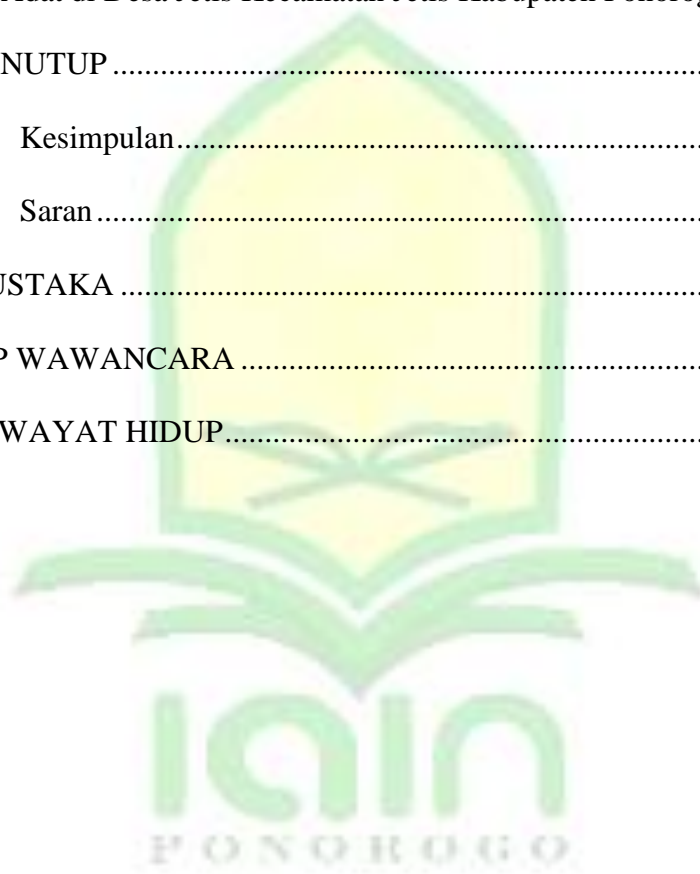 NUTUP ........................................................................
Kesimpulan..................................................................
Saran............................................................................
USTAKA .......................................................................
P WAWANCARA .........................................................
WAYAT HIDUP...........................................................
iain
PONOROGO